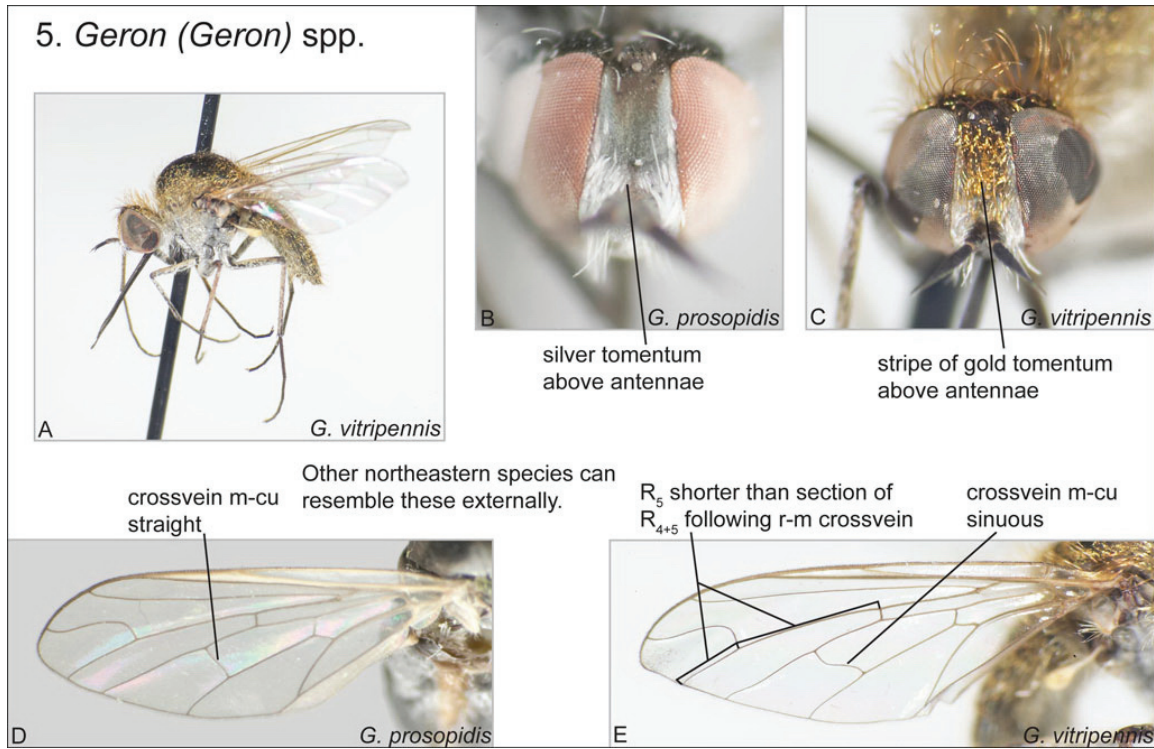 5. Geron (Geron) spp.
A
G. vitripennis
B
G. prosopidis
C
G. vitripennis
silver tomentum
above antennae
stripe of gold tomentum
above antennae
Other northeastern species can
resemble these externally.
crossvein m-cu
straight
R5 shorter than section of
R4+5 following r-m crossvein
crossvein m-cu
sinuous
D
G. prosopidis
E
G. vitripennis